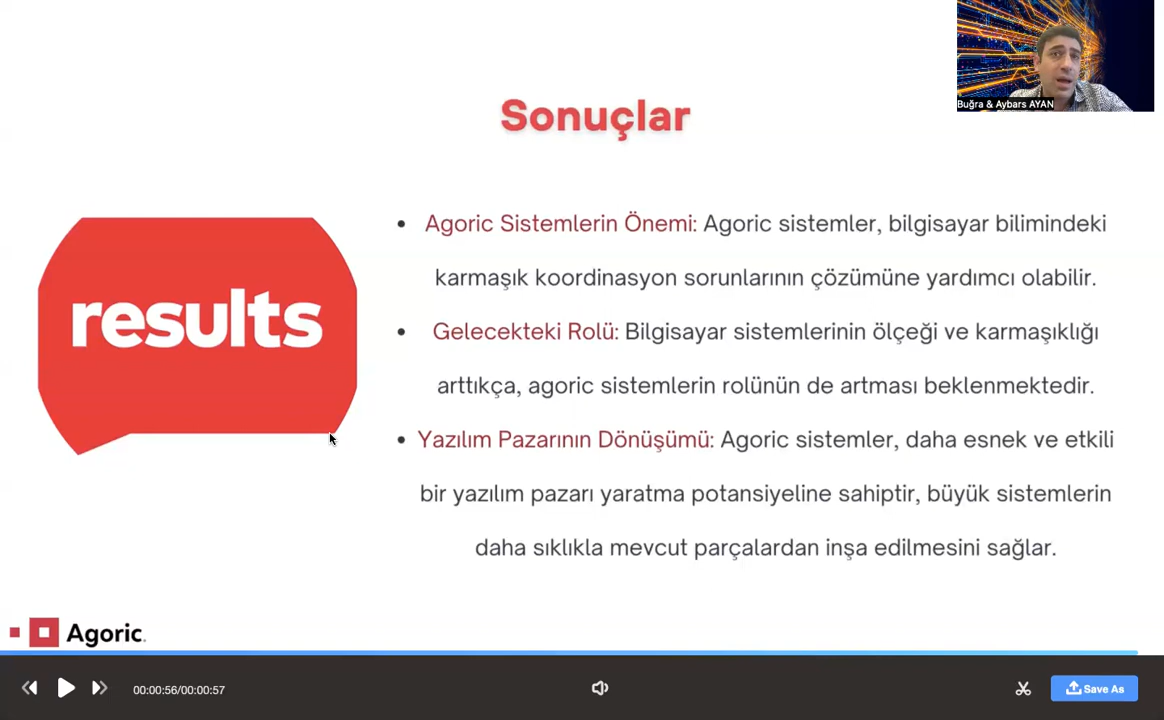 Buğra & Aybars AYAN
Sonuçlar
results
• Agoric Sistemlerin Önemi: Agoric sistemler, bilgisayar bilimindeki
karmaşık koordinasyon sorunlarının çözümüne yardımcı olabilir.
• Gelecekteki Rolü: Bilgisayar sistemlerinin ölçeği ve karmaşıklığı
arttıkça, agoric sistemlerin rolünün de artması beklenmektedir.
• Yazılım Pazarının Dönüşümü: Agoric sistemler, daha esnek ve etkili
bir yazılım pazarı yaratma potansiyeline sahiptir, büyük sistemlerin
daha sıklıkla mevcut parçalardan inşa edilmesini sağlar.
Agoric.
00:00:56/00:00:57
Save As